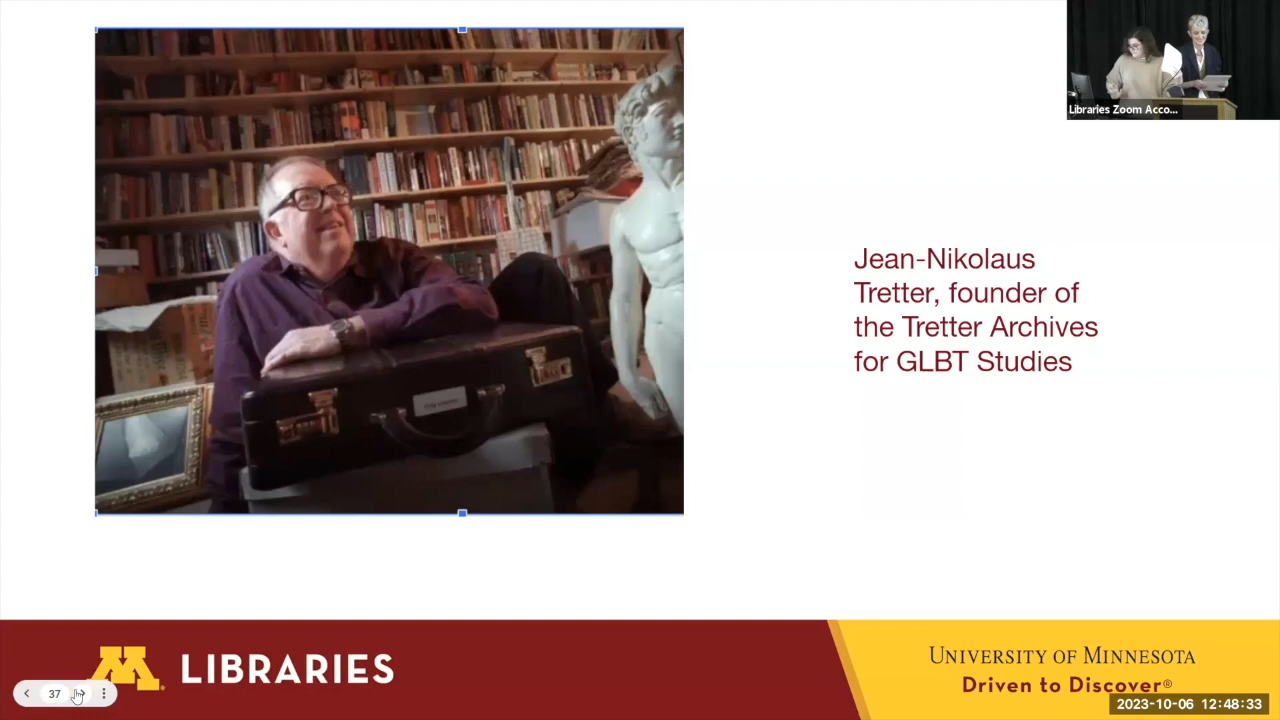 Libraries Zoom Acco...
Jean-Nikolaus
Tretter, founder of
the Tretter Archives
for GLBT Studies
M LIBRARIES
UNIVERSITY OF MINNESOTA
Driven to Discover®
37
2023-10-06 12:48:33